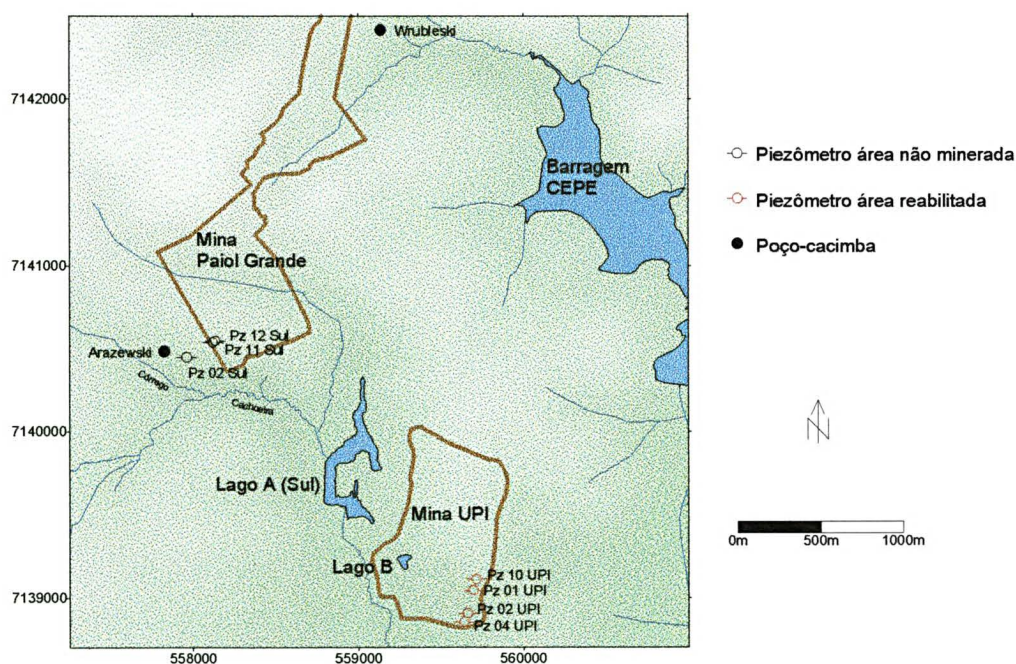 Wrubleski
7142000
Barragem
CEPE
Mina
Paiol Grande
7141000
Pz 12 Sul
Pz 11 Sul
Arazewski
Pz 02 Sul
Córrego
Cachoeira
7140000
Lago A (Sul)
Mina UPI
Lago B
Pz 10 UPI
Pz 01 UPI
7139000
Pz 02 UPI
Pz 04 UPI
558000
559000
560000
Piezômetro área não minerada
Piezômetro área reabilitada
Poço-cacimba
N
0m
500m
1000m